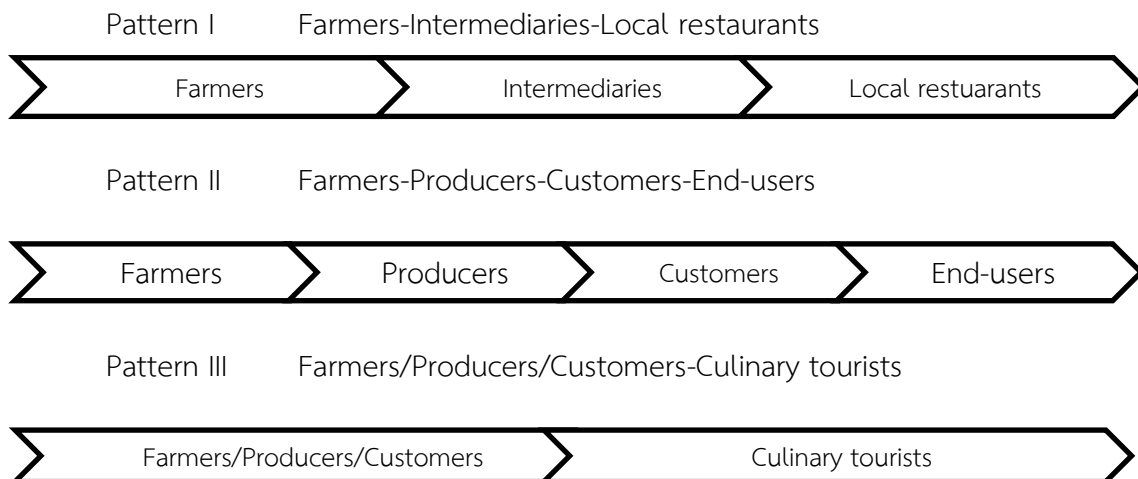 Pattern I Farmers-Intermediaries-Local restaurants
Farmers Intermediaries Local restuarants
Pattern II Farmers-Producers-Customers-End-users
Farmers Producers Customers End-users
Pattern III Farmers/Producers/Customers-Culinary tourists
Farmers/Producers/Customers Culinary tourists